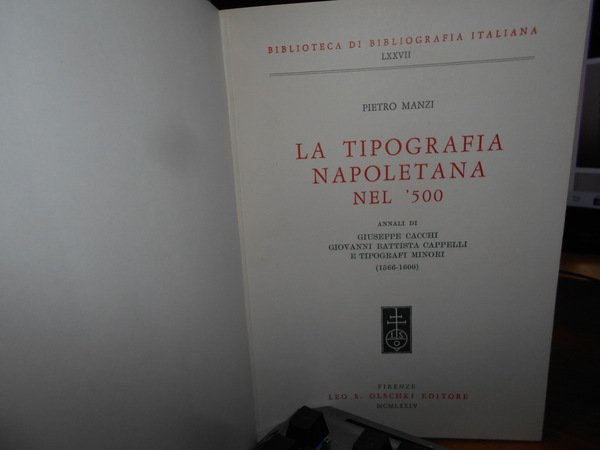 BIBLIOTECA DI BIBLIOGRAFIA ITALIANA
LXXVII
PIETRO MANZI
LA TIPOGRAFIA
NAPOLETANA
NEL '500
ANNALI DI
GIUSEPPE CACCHI
GIOVANNI BATTISTA CAPPELLI
E TIPOGRAFI MINORI
(1566-1600)
FIRENZE
LEO S. OLSCHKI EDITORE
MCMLXXIV